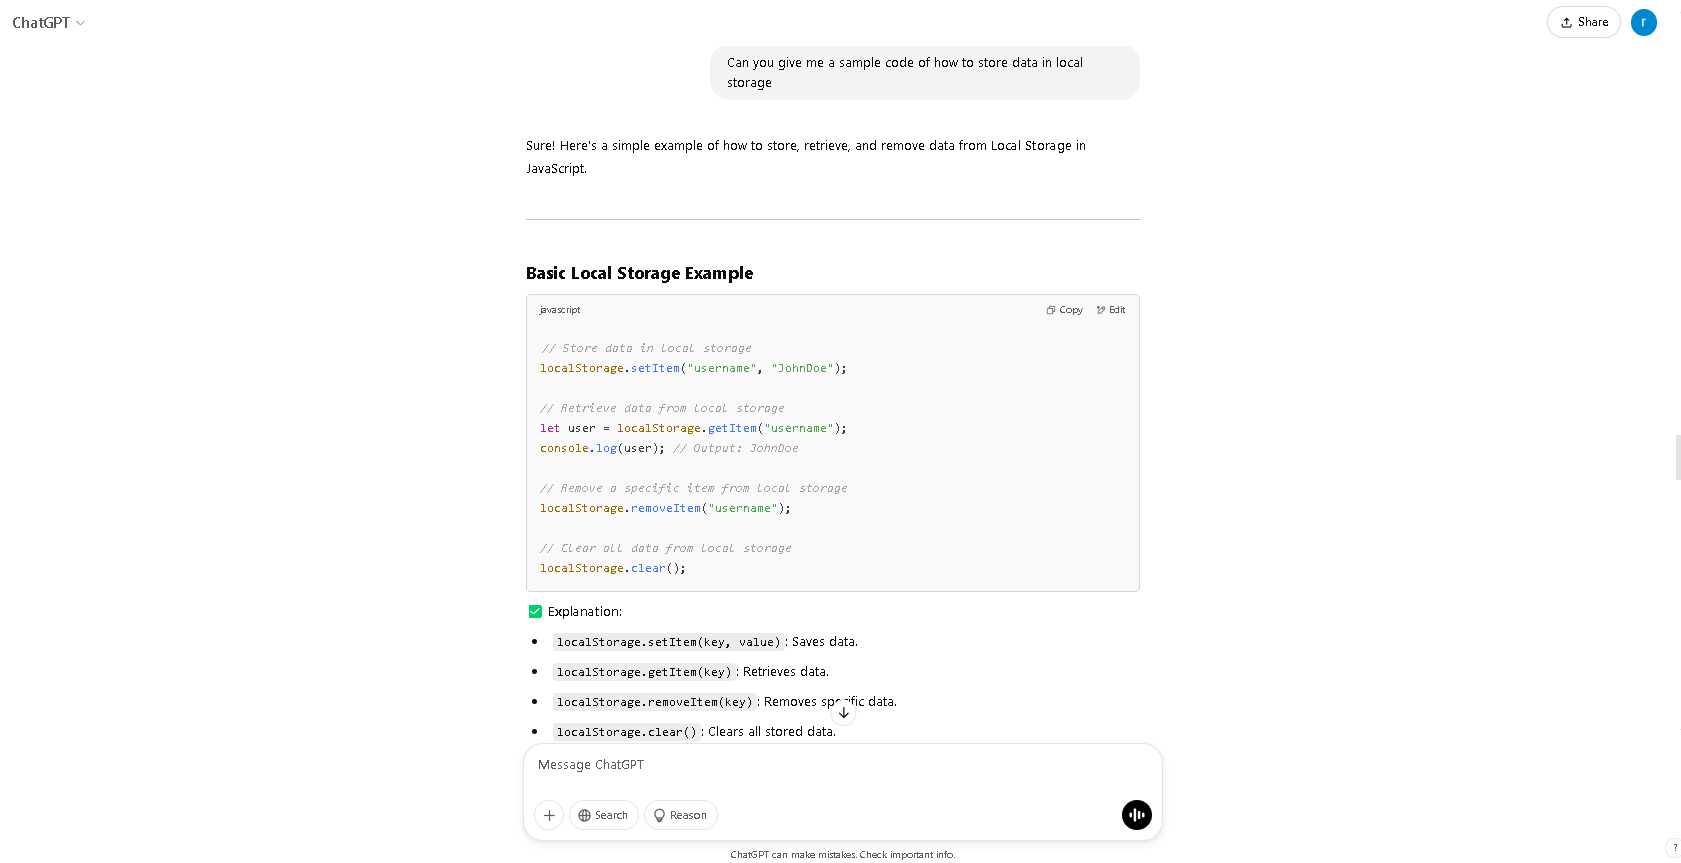 ChatGPT
Share
r
Can you give me a sample code of how to store data in local
storage
Sure! Here's a simple example of how to store, retrieve, and remove data from Local Storage in
JavaScript.
Basic Local Storage Example
javascript
Copy
Edit
// Store data in local storage
localStorage.setItem("username", "JohnDoe");
// Retrieve data from local storage
let user = localStorage.getItem("username");
console.log(user); // Output: JohnDoe
// Remove a specific item from local storage
localStorage.removeItem("username");
// Clear all data from local storage
localStorage.clear();
✅ Explanation:
• localStorage.setItem(key, value): Saves data.
• localStorage.getItem(key): Retrieves data.
• localStorage.removeItem(key): Removes specific data.
• localStorage.clear(): Clears all stored data.
Message ChatGPT
Search
Reason
ChatGPT can make mistakes. Check important info.
?